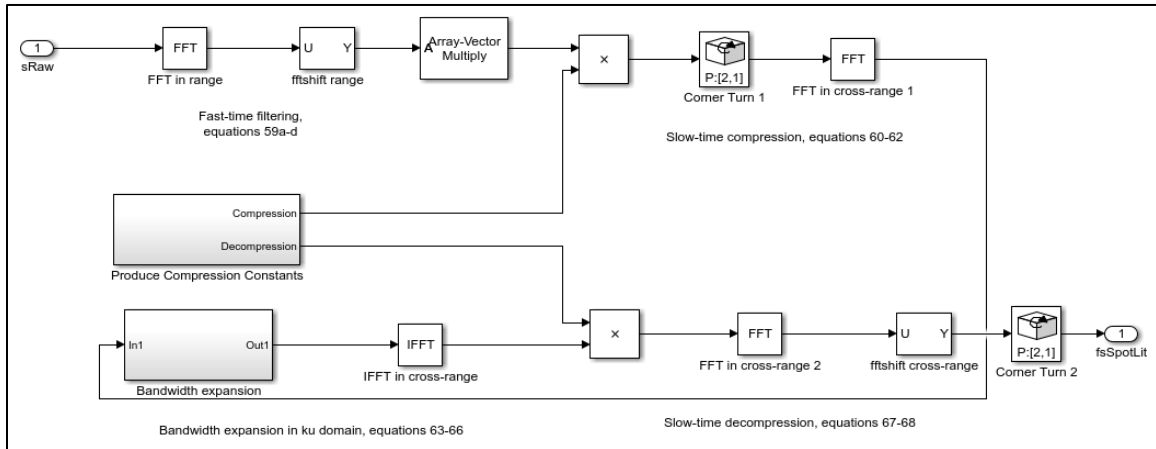 1
sRaw
FFT
FFT in range
U Y
fftshift range
A
Array-Vector
Multiply
×
P:[2,1]
Corner Turn 1
FFT
FFT in cross-range 1
Fast-time filtering,
equations 59a-d
Slow-time compression, equations 60-62
Compression
Decompression
Produce Compression Constants
In1 Out1
Bandwidth expansion
IFFT
IFFT in cross-range
×
FFT
FFT in cross-range 2
U Y
fftshift cross-range
P:[2,1]
Corner Turn 2
1
fsSpotLit
Bandwidth expansion in ku domain, equations 63-66
Slow-time decompression, equations 67-68